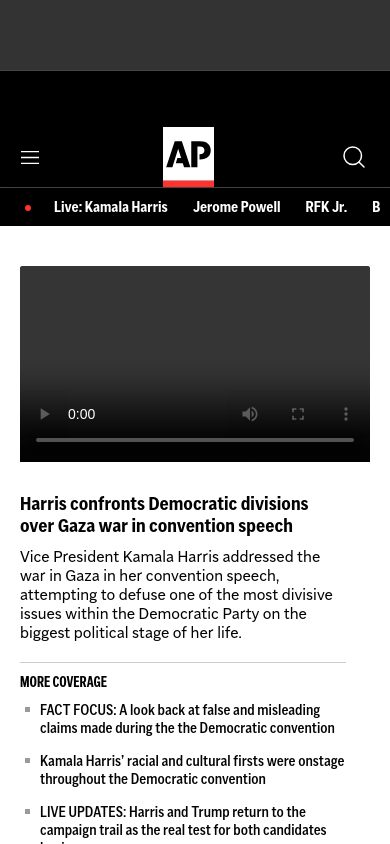 AP
Live: Kamala Harris Jerome Powell RFK Jr. B
0:00
Harris confronts Democratic divisions
over Gaza war in convention speech
Vice President Kamala Harris addressed the
war in Gaza in her convention speech,
attempting to defuse one of the most divisive
issues within the Democratic Party on the
biggest political stage of her life.
MORE COVERAGE
FACT FOCUS: A look back at false and misleading
claims made during the the Democratic convention
Kamala Harris’ racial and cultural firsts were onstage
throughout the Democratic convention
LIVE UPDATES: Harris and Trump return to the
campaign trail as the real test for both candidates